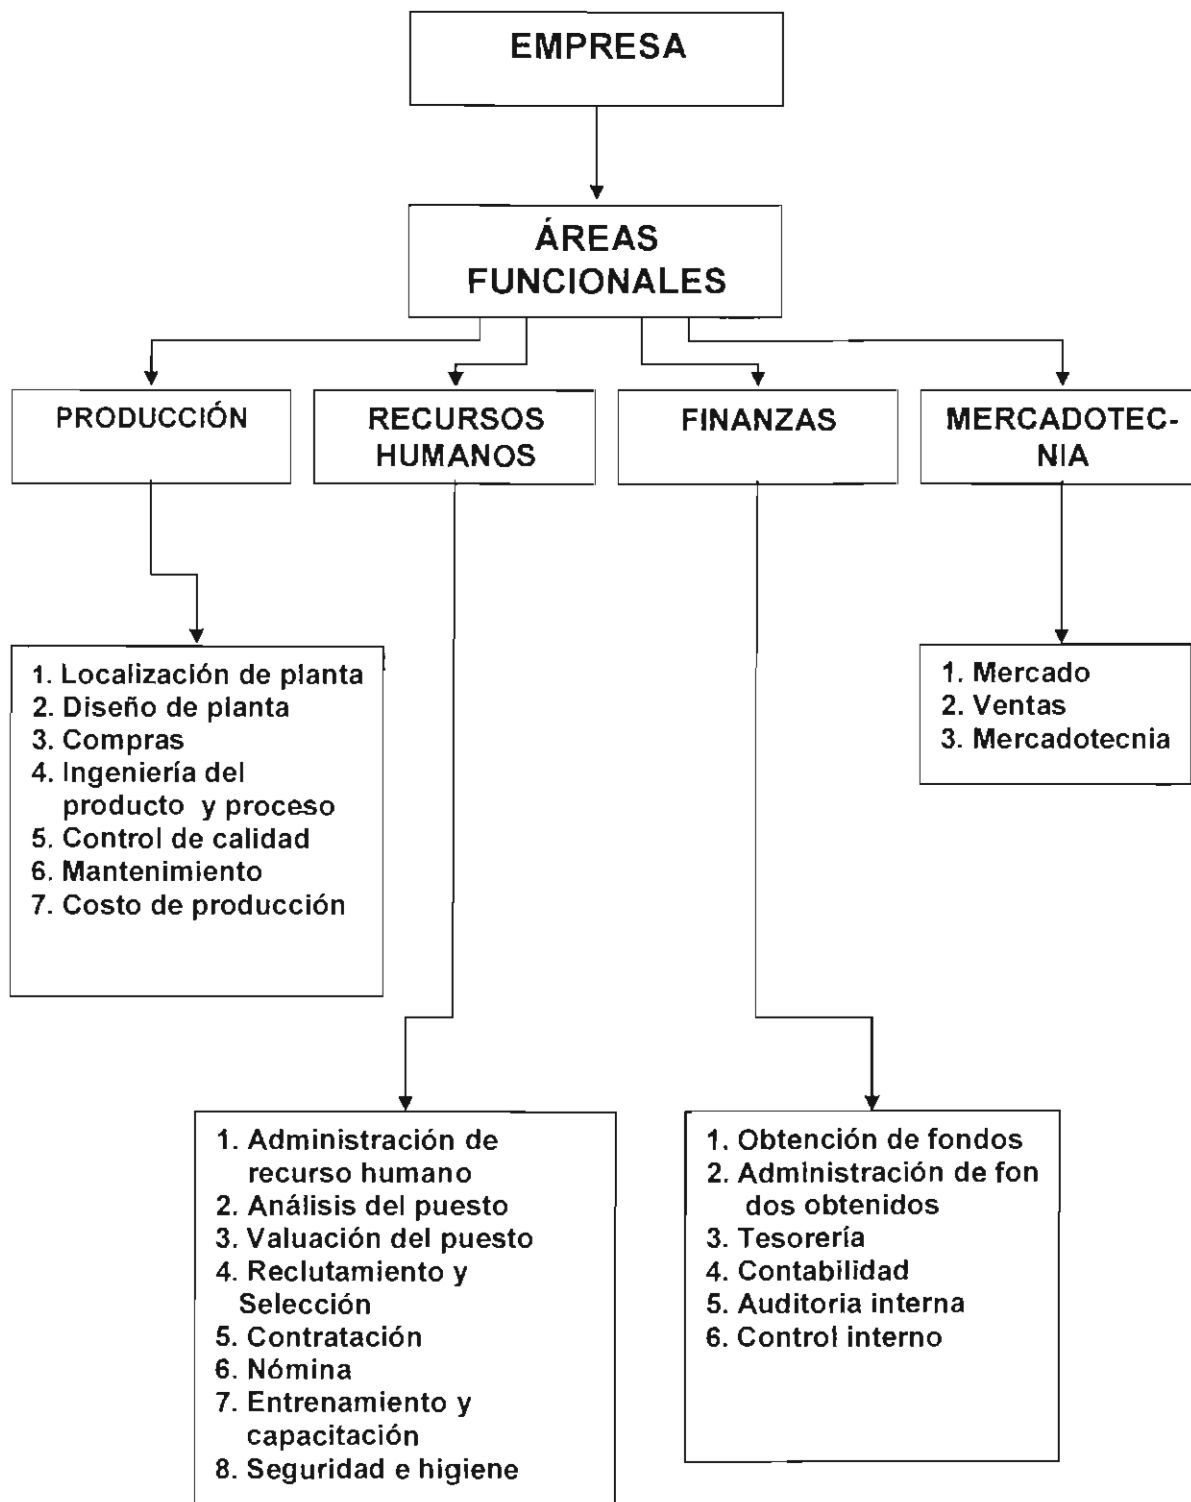 EMPRESA
ÁREAS
FUNCIONALES
PRODUCCIÓN
RECURSOS
HUMANOS
FINANZAS
MERCADOTEC-
NIA
1. Localización de planta
2. Diseño de planta
3. Compras
4. Ingeniería del
producto y proceso
5. Control de calidad
6. Mantenimiento
7. Costo de producción
1. Mercado
2. Ventas
3. Mercadotecnia
1. Administración de
recurso humano
2. Análisis del puesto
3. Valuación del puesto
4. Reclutamiento y
Selección
5. Contratación
6. Nómina
7. Entrenamiento y
capacitación
8. Seguridad e higiene
1. Obtención de fondos
2. Administración de fon
dos obtenidos
3. Tesorería
4. Contabilidad
5. Auditoria interna
6. Control interno